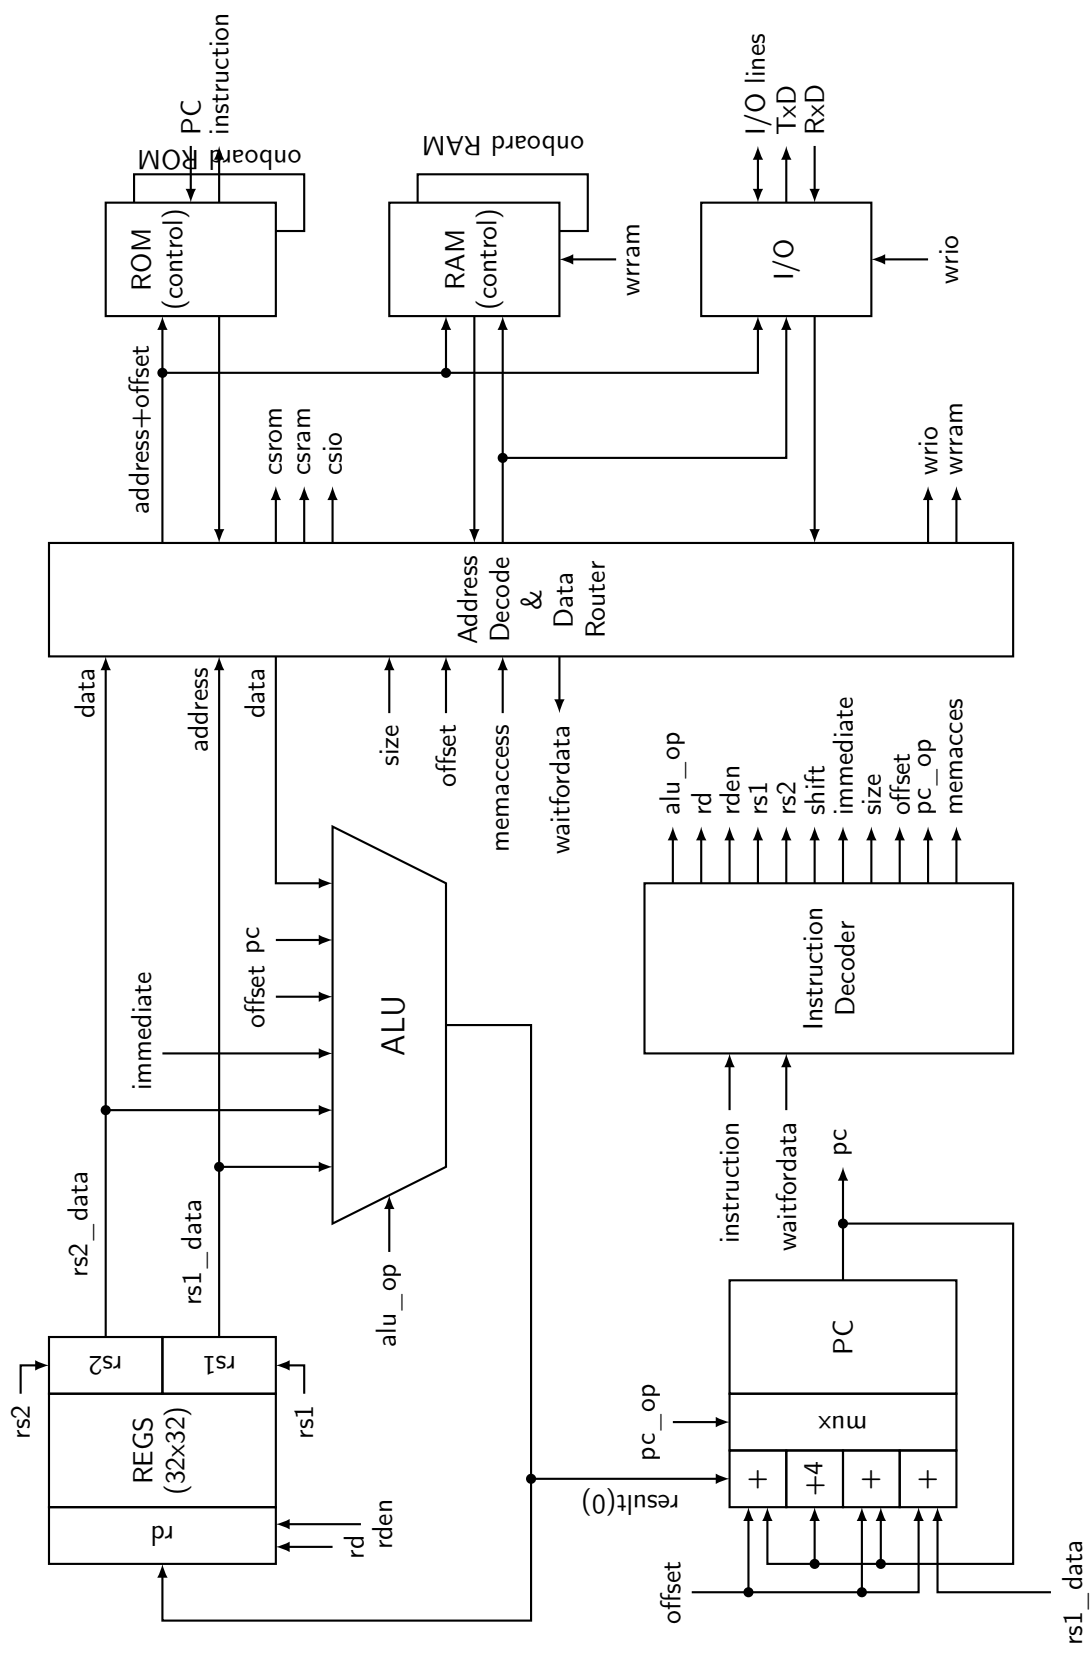 rs2
rs2
rs1
rs1
REGS
(32x32)
rd
rd
rden
rs2_data
rs1_data
immediate
offset
pc
data
address
data
alu_op
ALU
size
offset
memaccess
waitfordata
Address
Decode
&
Data
Router
address+offset
csrom
csram
csio
wrio
wrram
ROM
(control)
onboard ROM
PC
instruction
RAM
(control)
onboard RAM
wrram
I/O
I/O lines
TxD
RxD
wrio
result(0)
pc_op
offset
rs1_data
+
+4
+
+
mux
PC
pc
instruction
waitfordata
Instruction
Decoder
alu_op
rd
rden
rs1
rs2
shift
immediate
size
offset
pc_op
memacces